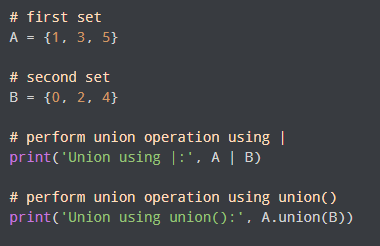 # first set
A = {1, 3, 5}
# second set
B = {0, 2, 4}
# perform union operation using |
print('Union using |:', A | B)
# perform union operation using union()
print('Union using union():', A.union(B))